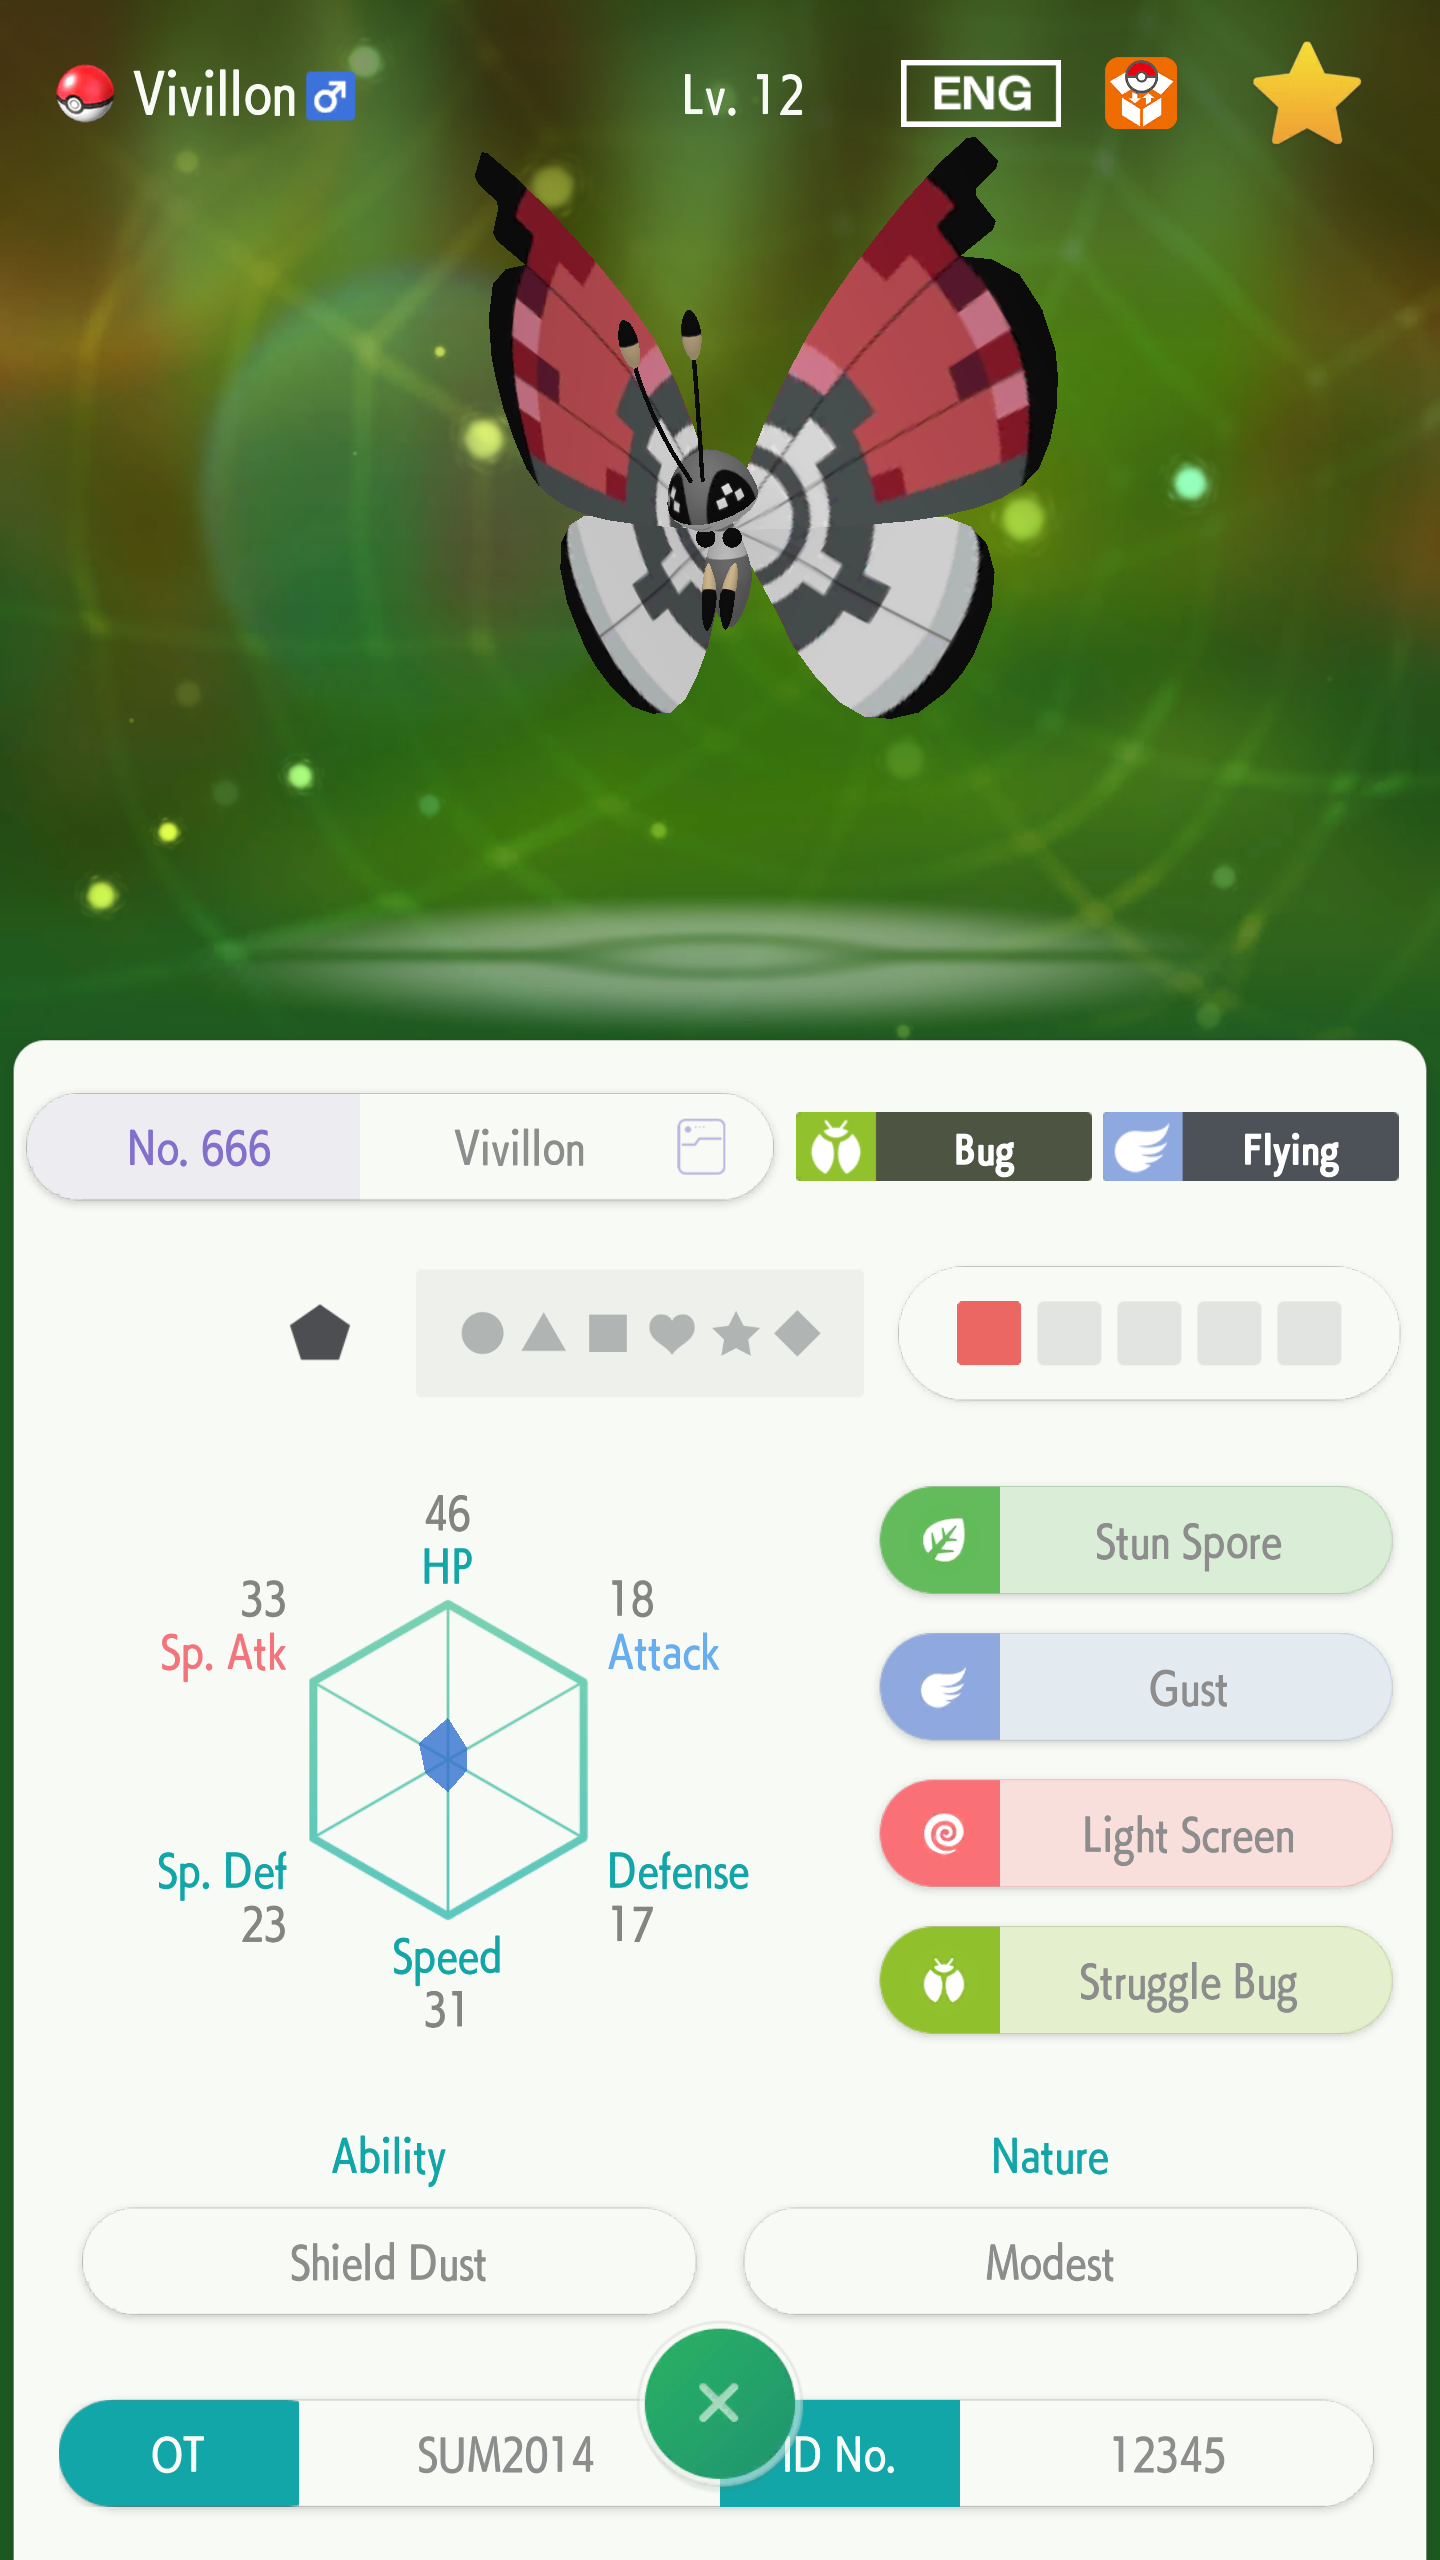 Vivillon ♂ Lv. 12 ENG
No. 666 Vivillon Bug Flying
46
HP
33
Sp. Atk
18
Attack
Sp. Def
23
Defense
17
Speed
31
Stun Spore
Gust
Light Screen
Struggle Bug
Ability
Shield Dust
Nature
Modest
OT SUM2014 ID No. 12345